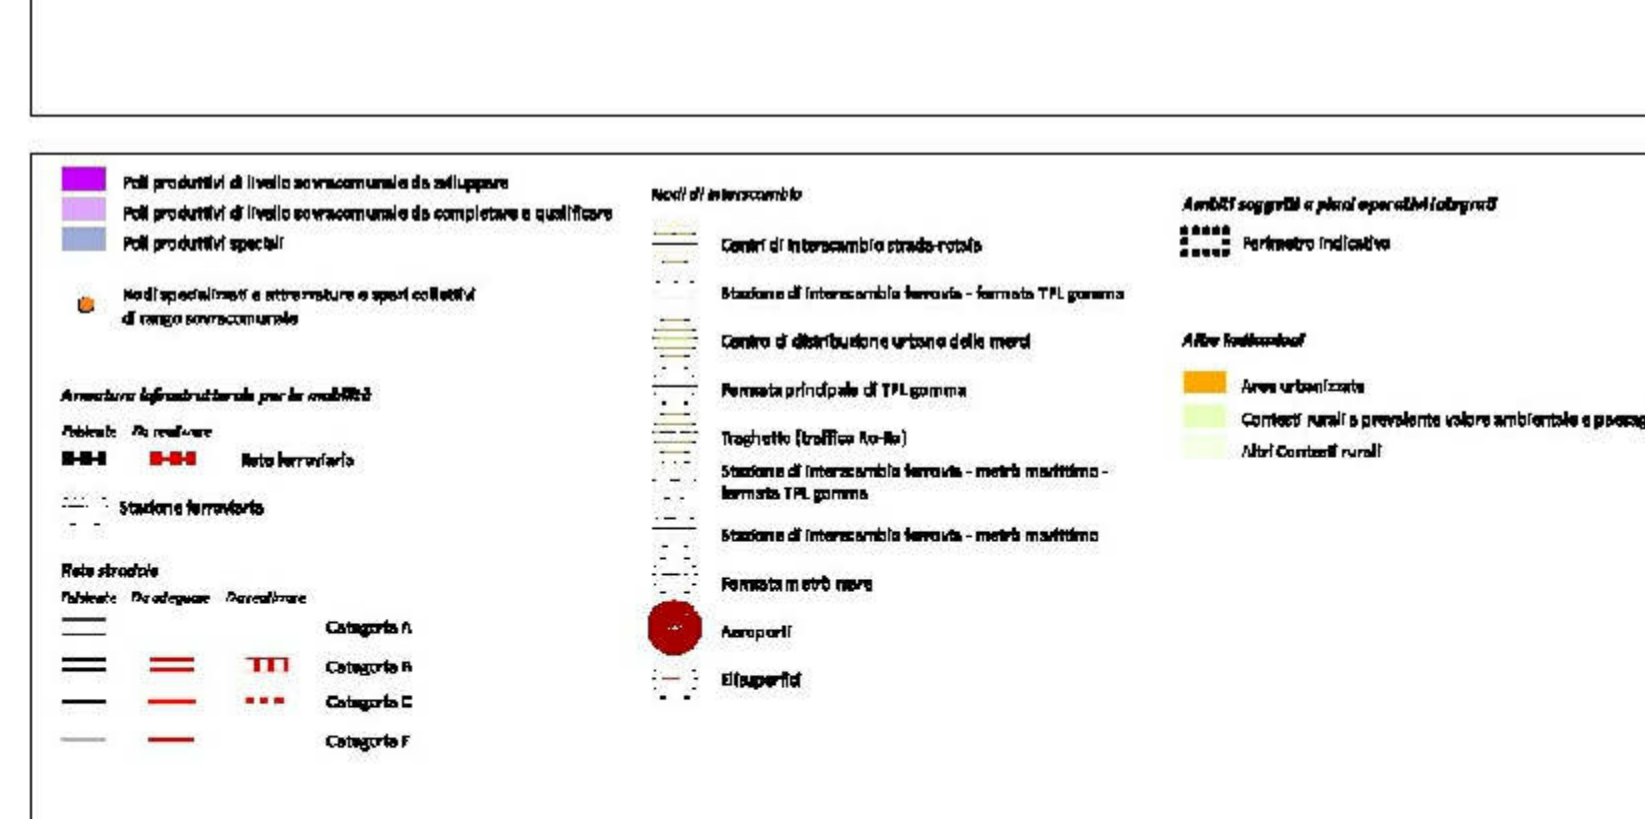 Poli produttivi di livello sovracomunale da sviluppare
Poli produttivi di livello sovracomunale da completare e qualificare
Poli produttivi speciali
Nodi specializzati e attrezzature e spazi collettivi
di rango sovracomunale
Armatura infrastrutturale per la mobilità
Esistente Da realizzare
Rete ferroviaria
Stazione ferroviaria
Rete stradale
Esistente Da adeguare Da realizzare
Categoria A
Categoria B
Categoria C
Categoria F
Nodi di interscambio
Centri di interscambio strada-rotaia
Stazione di interscambio ferrovia - fermata TPL gomma
Centro di distribuzione urbana delle merci
Fermata principale di TPL gomma
Traghetto (traffico Ro-Ro)
Stazione di interscambio ferrovia - metrò marittimo -
fermata TPL gomma
Stazione di interscambio ferrovia - metrò marittimo
Fermata metrò mare
Aeroporti
Elisuperfici
Ambiti soggetti a piani operativi integrati
Perimetro indicativo
Altre indicazioni
Aree urbanizzate
Contesti rurali a prevalente valore ambientale e paesag
Altri Contesti rurali